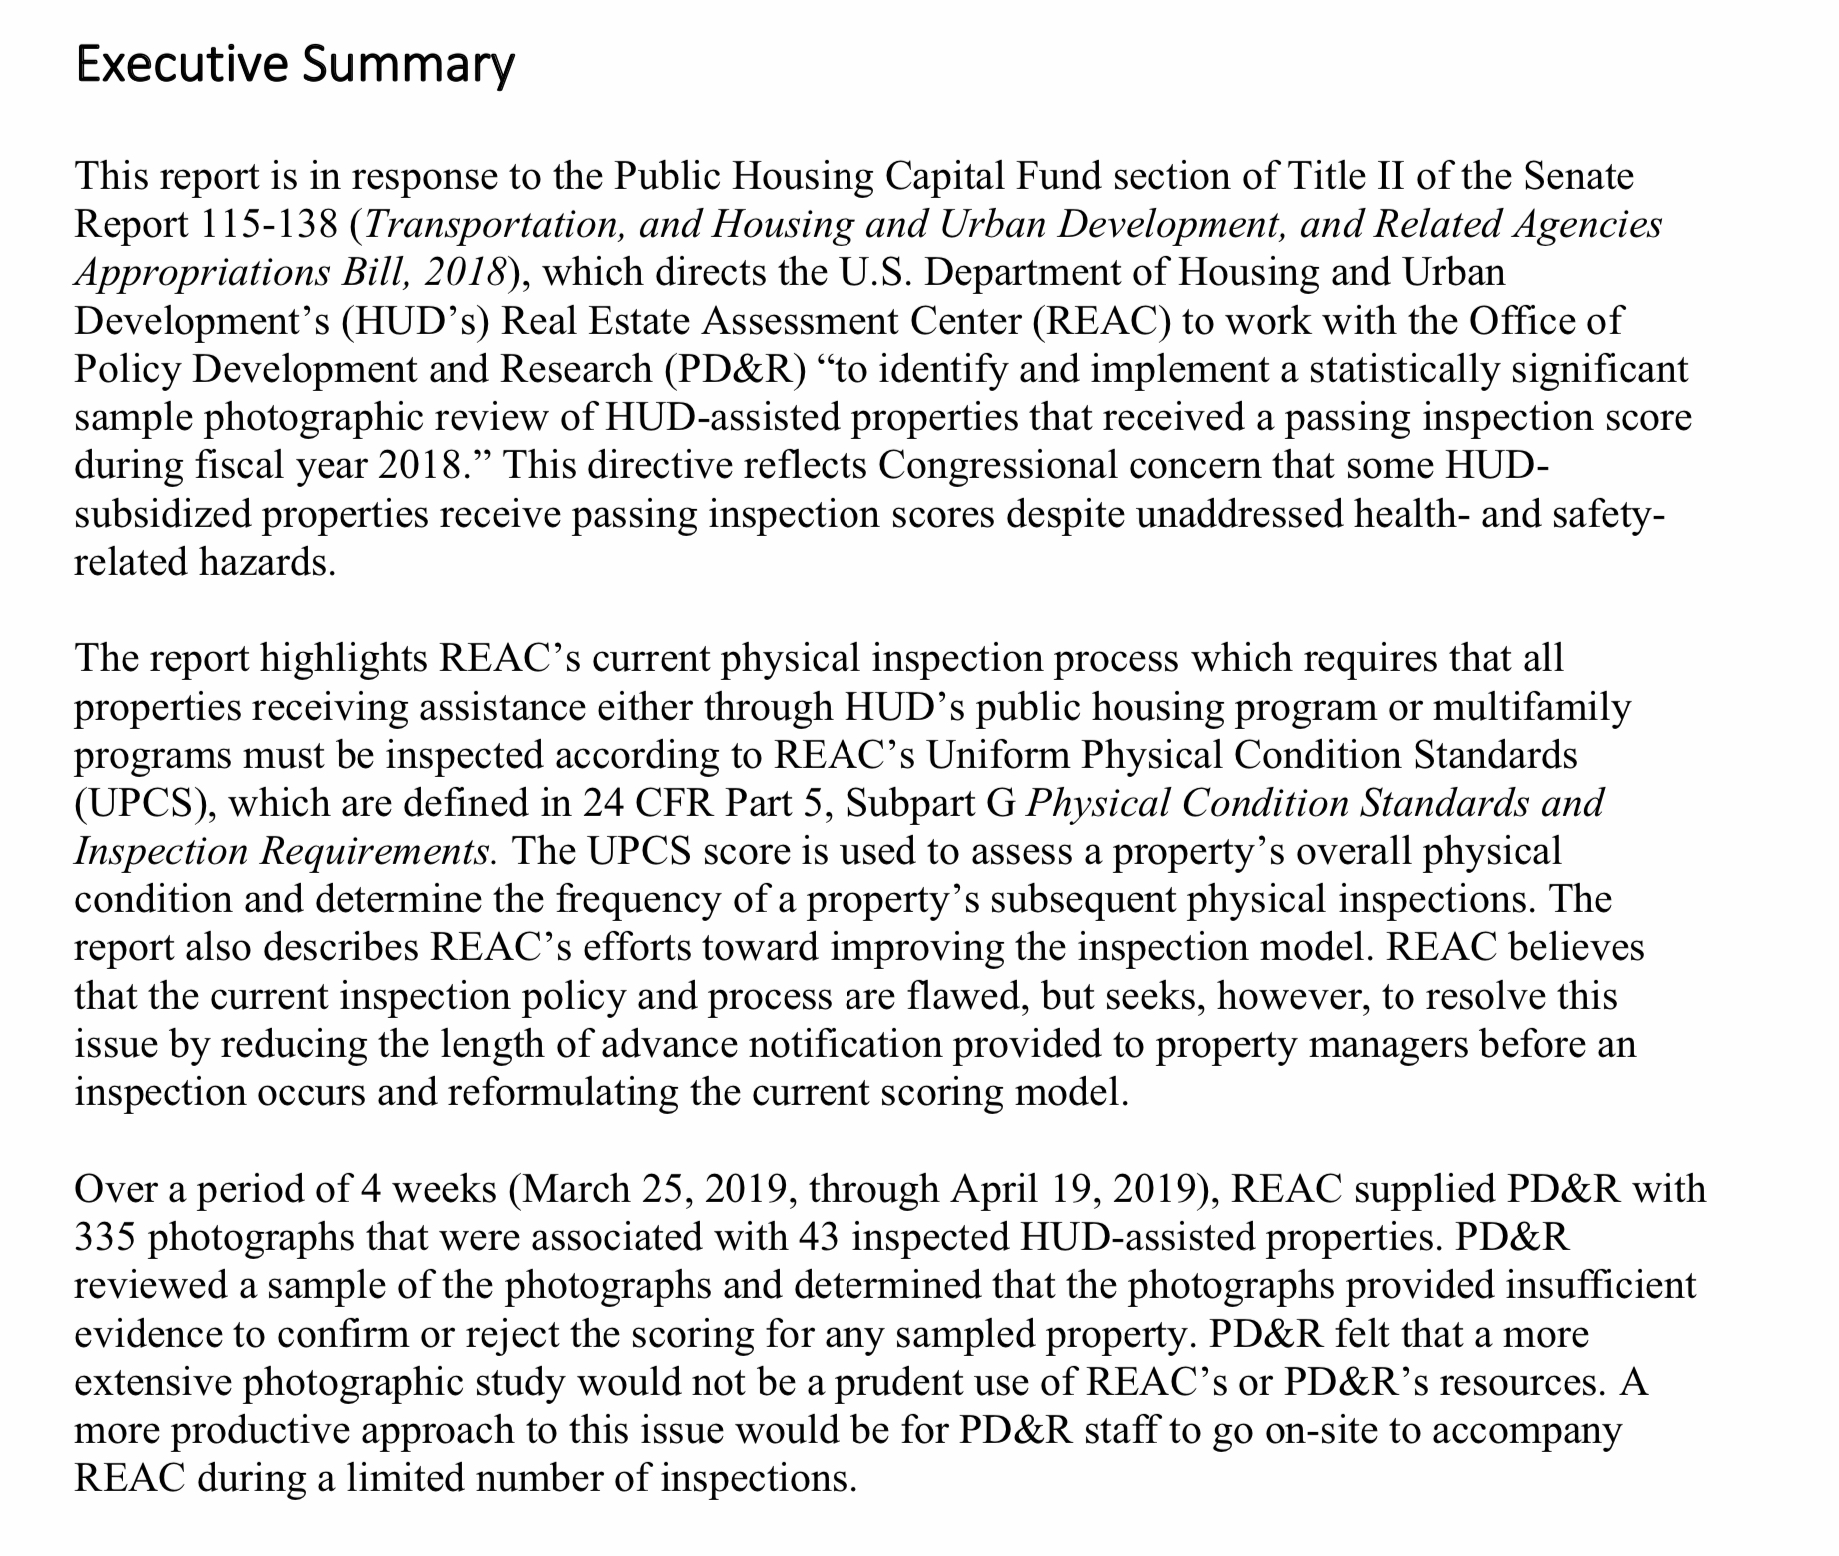 Executive Summary
This report is in response to the Public Housing Capital Fund section of Title II of the Senate
Report 115-138 (Transportation, and Housing and Urban Development, and Related Agencies
Appropriations Bill, 2018), which directs the U.S. Department of Housing and Urban
Development’s (HUD’s) Real Estate Assessment Center (REAC) to work with the Office of
Policy Development and Research (PD&R) “to identify and implement a statistically significant
sample photographic review of HUD-assisted properties that received a passing inspection score
during fiscal year 2018.” This directive reflects Congressional concern that some HUD-
subsidized properties receive passing inspection scores despite unaddressed health- and safety-
related hazards.
The report highlights REAC’s current physical inspection process which requires that all
properties receiving assistance either through HUD’s public housing program or multifamily
programs must be inspected according to REAC’s Uniform Physical Condition Standards
(UPCS), which are defined in 24 CFR Part 5, Subpart G Physical Condition Standards and
Inspection Requirements. The UPCS score is used to assess a property’s overall physical
condition and determine the frequency of a property’s subsequent physical inspections. The
report also describes REAC’s efforts toward improving the inspection model. REAC believes
that the current inspection policy and process are flawed, but seeks, however, to resolve this
issue by reducing the length of advance notification provided to property managers before an
inspection occurs and reformulating the current scoring model.
Over a period of 4 weeks (March 25, 2019, through April 19, 2019), REAC supplied PD&R with
335 photographs that were associated with 43 inspected HUD-assisted properties. PD&R
reviewed a sample of the photographs and determined that the photographs provided insufficient
evidence to confirm or reject the scoring for any sampled property. PD&R felt that a more
extensive photographic study would not be a prudent use of REAC’s or PD&R’s resources. A
more productive approach to this issue would be for PD&R staff to go on-site to accompany
REAC during a limited number of inspections.